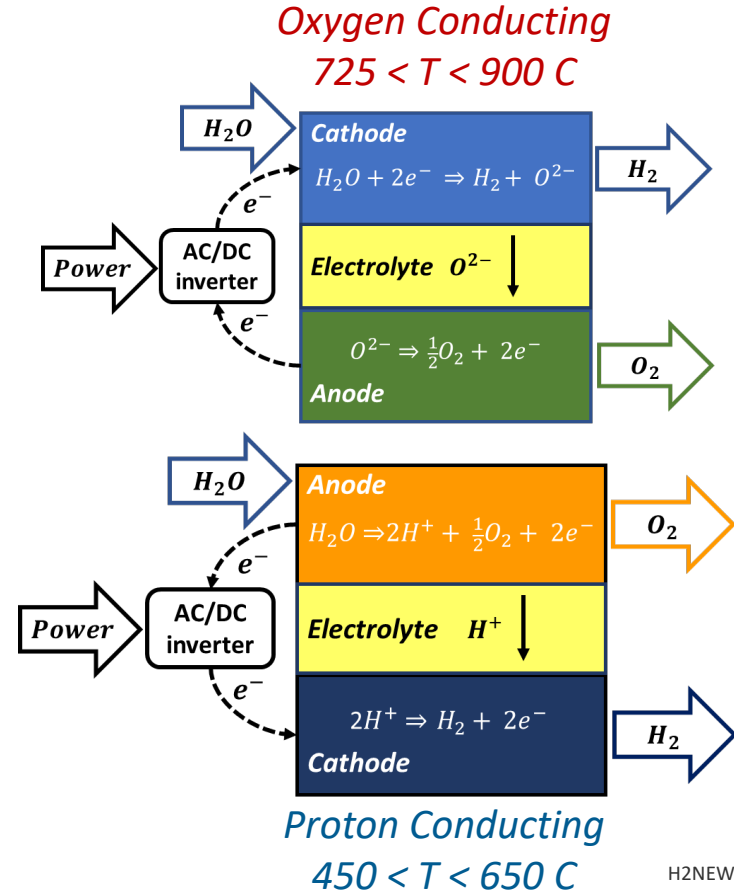 Oxygen Conducting
725 < T < 900 C
H₂O
Cathode
H₂O + 2e⁻ ⇒ H₂ + O²⁻
H₂
e⁻
Power
AC/DC
inverter
Electrolyte O²⁻
e⁻
O²⁻ ⇒ ½O₂ + 2e⁻
Anode
O₂
H₂O
Anode
H₂O ⇒2H⁺ + ½O₂ + 2e⁻
O₂
e⁻
Power
AC/DC
inverter
Electrolyte H⁺
e⁻
2H⁺ ⇒ H₂ + 2e⁻
Cathode
H₂
Proton Conducting
450 < T < 650 C
H2NEW